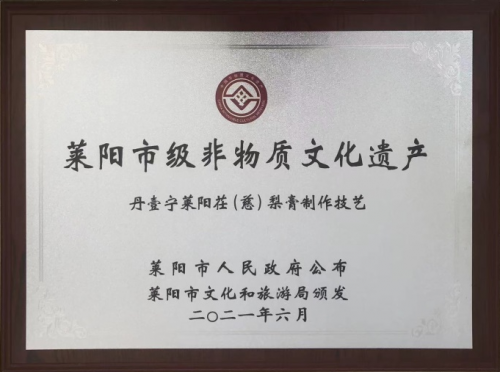 莱阳市级非物质文化遗产
丹壶宁莱阳茌(慈)梨膏制作技艺
莱阳市人民政府公布
莱阳市文化和旅游局颁发
二〇二一年六月